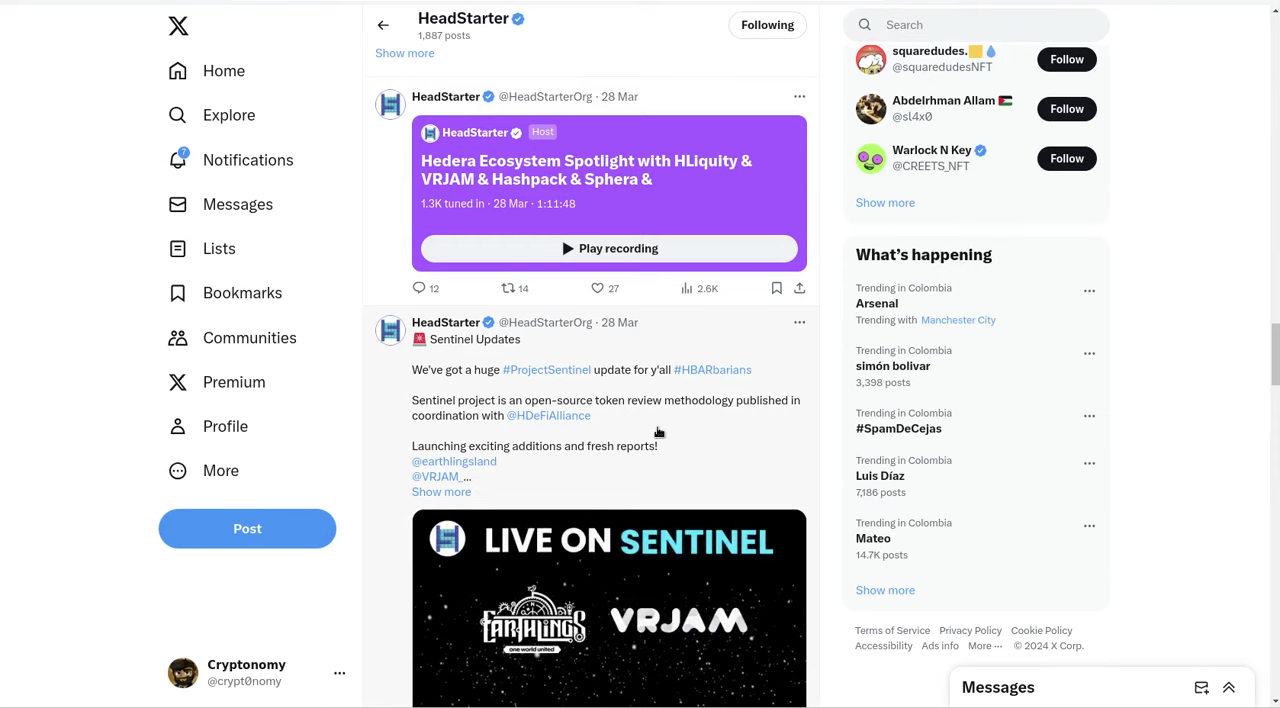 Home
Explore
7
Notifications
Messages
Lists
Bookmarks
Communities
Premium
Profile
More
Post
Cryptonomy
@crypt0nomy
HeadStarter
1,887 posts
Following
Show more
HeadStarter @HeadStarterOrg · 28 Mar
HeadStarter Host
Hedera Ecosystem Spotlight with HLiquity &
VRJAM & Hashpack & Sphera &
1.3K tuned in · 28 Mar · 1:11:48
Play recording
12 14 27 2.6K
HeadStarter @HeadStarterOrg · 28 Mar
🚨 Sentinel Updates
We've got a huge #ProjectSentinel update for y'all #HBARbarians
Sentinel project is an open-source token review methodology published in
coordination with @HDeFiAlliance
Launching exciting additions and fresh reports!
@earthlingsland
@VRJAM_...
Show more
LIVE ON SENTINEL
EARTHLINGS
one world united
VRJAM
Search
squaredudes.🟨💧
@squaredudesNFT
Follow
Abdelrhman Allam 🇵🇸
@sl4x0
Follow
Warlock N Key
@CREETS_NFT
Follow
Show more
What's happening
Trending in Colombia
Arsenal
Trending with Manchester City
Trending in Colombia
simón bolivar
3,398 posts
Trending in Colombia
#SpamDeCejas
Trending in Colombia
Luis Díaz
7,186 posts
Trending in Colombia
Mateo
14.7K posts
Show more
Terms of Service Privacy Policy Cookie Policy
Accessibility Ads info More ··· © 2024 X Corp.
Messages